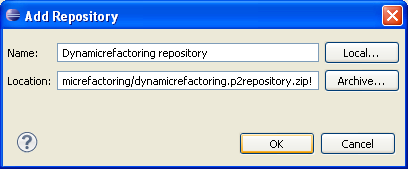 Add Repository
Name: Dynamicrefactoring repository Local...
Location: micrefactoring/dynamicrefactoring.p2repository.zip! Archive...
? OK Cancel